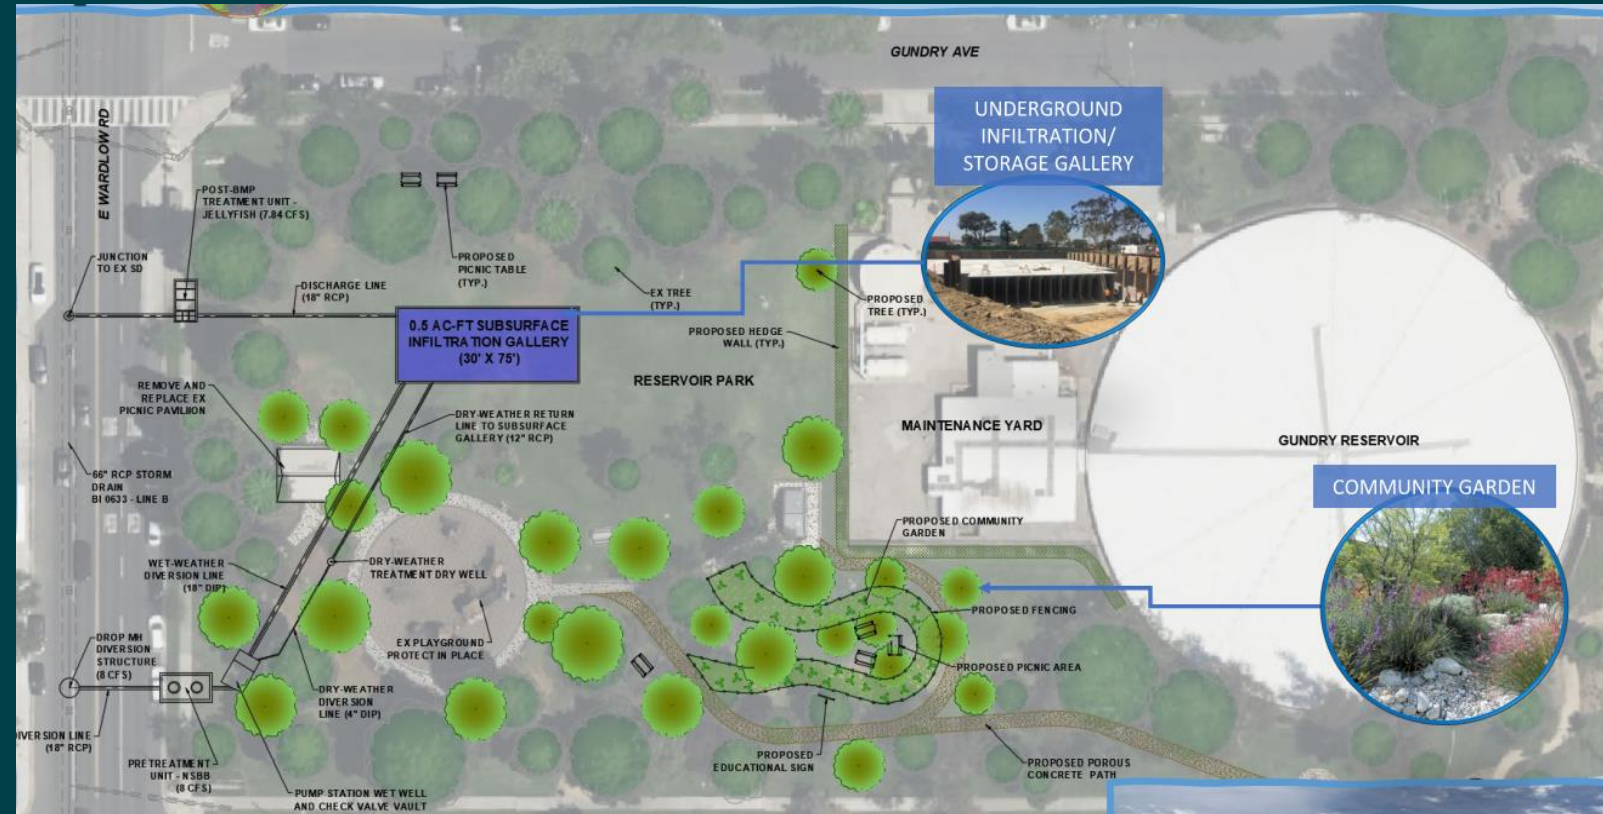 GUNDRY AVE
E WARDLOW RD
UNDERGROUND
INFILTRATION/
STORAGE GALLERY
POST-BMP
TREATMENT UNIT -
JELLYFISH (7.84 CFS)
JUNCTION
TO EX SD
DISCHARGE LINE
(18" RCP)
PROPOSED
PICNIC TABLE
(TYP.)
EX TREE
(TYP.)
PROPOSED
TREE (TYP.)
PROPOSED HEDGE
WALL (TYP.)
0.5 AC-FT SUBSURFACE
INFILTRATION GALLERY
(30' X 75')
RESERVOIR PARK
REMOVE AND
REPLACE EX
PICNIC PAVILIION
DRY-WEATHER RETURN
LINE TO SUBSURFACE
GALLERY (12" RCP)
MAINTENANCE YARD
GUNDRY RESERVOIR
66" RCP STORM
DRAIN
BI 0633 - LINE B
COMMUNITY GARDEN
PROPOSED COMMUNITY
GARDEN
WET-WEATHER
DIVERSION LINE
(18" DIP)
DRY-WEATHER
TREATMENT DRY WELL
PROPOSED FENCING
DROP MH
DIVERSION
STRUCTURE
(8 CFS)
EX PLAYGROUND
PROTECT IN PLACE
PROPOSED PICNIC AREA
DRY-WEATHER
DIVERSION
LINE (4" DIP)
IVERSION LINE
(18" RCP)
PRETREATMENT
UNIT - NSBB
(8 CFS)
PROPOSED
EDUCATIONAL SIGN
PROPOSED POROUS
CONCRETE PATH
PUMP STATION WET WELL
AND CHECK VALVE VAULT